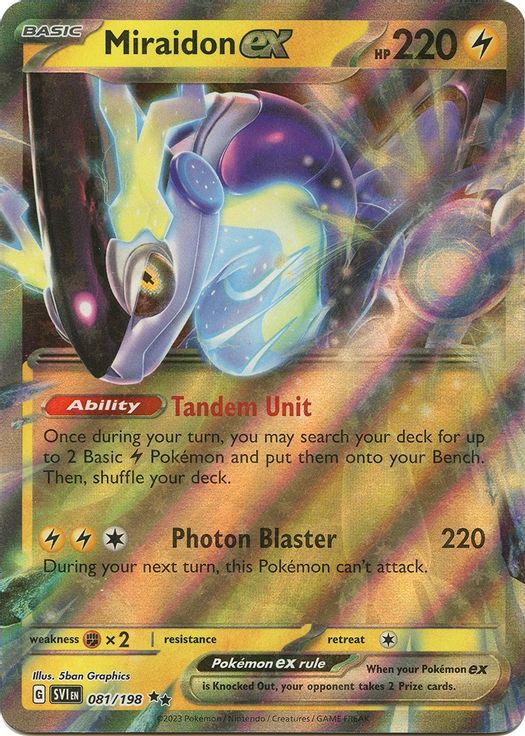 BASIC Miraidon ex HP 220
Ability Tandem Unit
Once during your turn, you may search your deck for up
to 2 Basic Pokémon and put them onto your Bench.
Then, shuffle your deck.
Photon Blaster 220
During your next turn, this Pokémon can't attack.
weakness ×2 resistance retreat
Illus. 5ban Graphics
Pokémon ex rule When your Pokémon ex
is Knocked Out, your opponent takes 2 Prize cards.
G SVI EN 081/198
©2023 Pokémon / Nintendo / Creatures / GAME FREAK